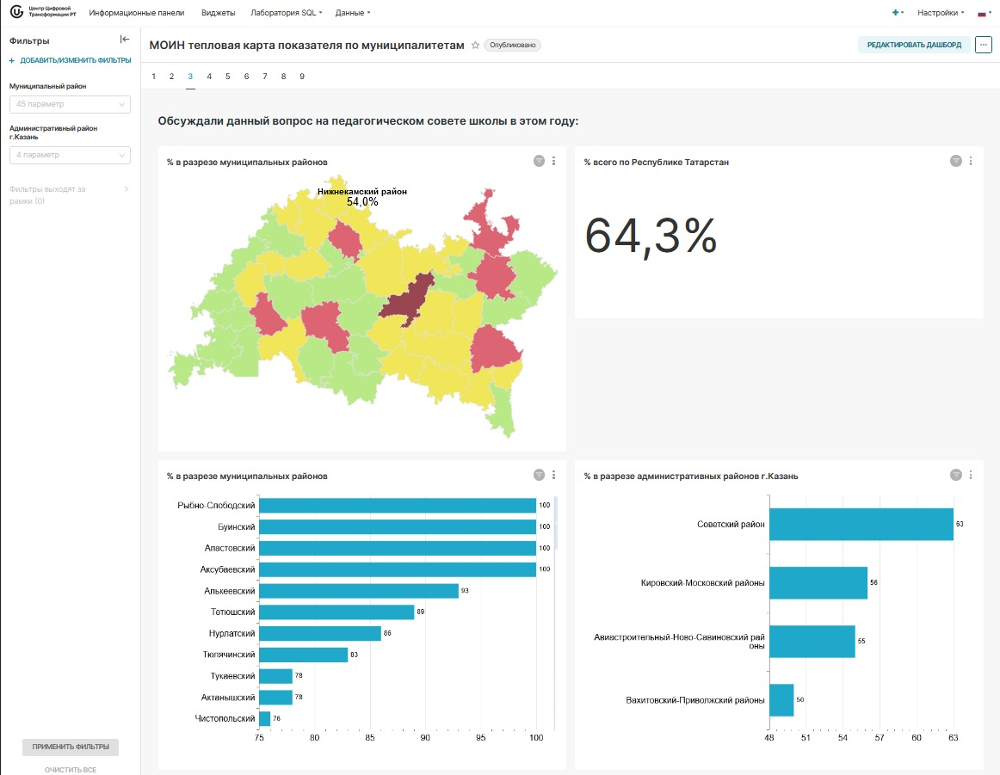 Центр Цифровой
Трансформации РТ
Информационные панели
Виджеты
Лаборатория SQL
Данные
Настройки
Фильтры
+ ДОБАВИТЬ/ИЗМЕНИТЬ ФИЛЬТРЫ
Муниципальный район
45 параметр
Административный район
г.Казань
4 параметр
Фильтры выходят за
рамки (0)
ПРИМЕНИТЬ ФИЛЬТРЫ
ОЧИСТИТЬ ВСЕ
МОИН тепловая карта показателя по муниципалитетам
Опубликовано
РЕДАКТИРОВАТЬ ДАШБОРД
1 2 3 4 5 6 7 8 9
Обсуждали данный вопрос на педагогическом совете школы в этом году:
% в разрезе муниципальных районов
Нижнекамский район
54,0%
% всего по Республике Татарстан
64,3%
% в разрезе муниципальных районов
Рыбно-Слободский 100
Буинский 100
Апастовский 100
Аксубаевский 100
Алькеевский 93
Тетюшский 89
Нурлатский 86
Тюлячинский 83
Тукаевский 78
Актанышский 78
Чистопольский 76
75 80 85 90 95 100
% в разрезе административных районов г.Казань
Советский район 63
Кировский-Московский районы 56
Авиастроительный-Ново-Савиновский рай
оны 55
Вахитовский-Приволжский районы 50
48 51 54 57 60 63